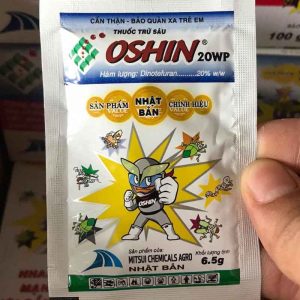 CẨN THẬN - BẢO QUẢN XA TRẺ EM
THUỐC TRỪ SÂU
OSHIN® 20WP
Hàm lượng: Dinotefuran...........20% w/w
SẢN PHẨM
NHẬT BẢN
CHÍNH HIỆU
OSHIN
Sản phẩm của:
MITSUI CHEMICALS AGRO
NHẬT BẢN
Khối lượng tịnh:
6.5g
100